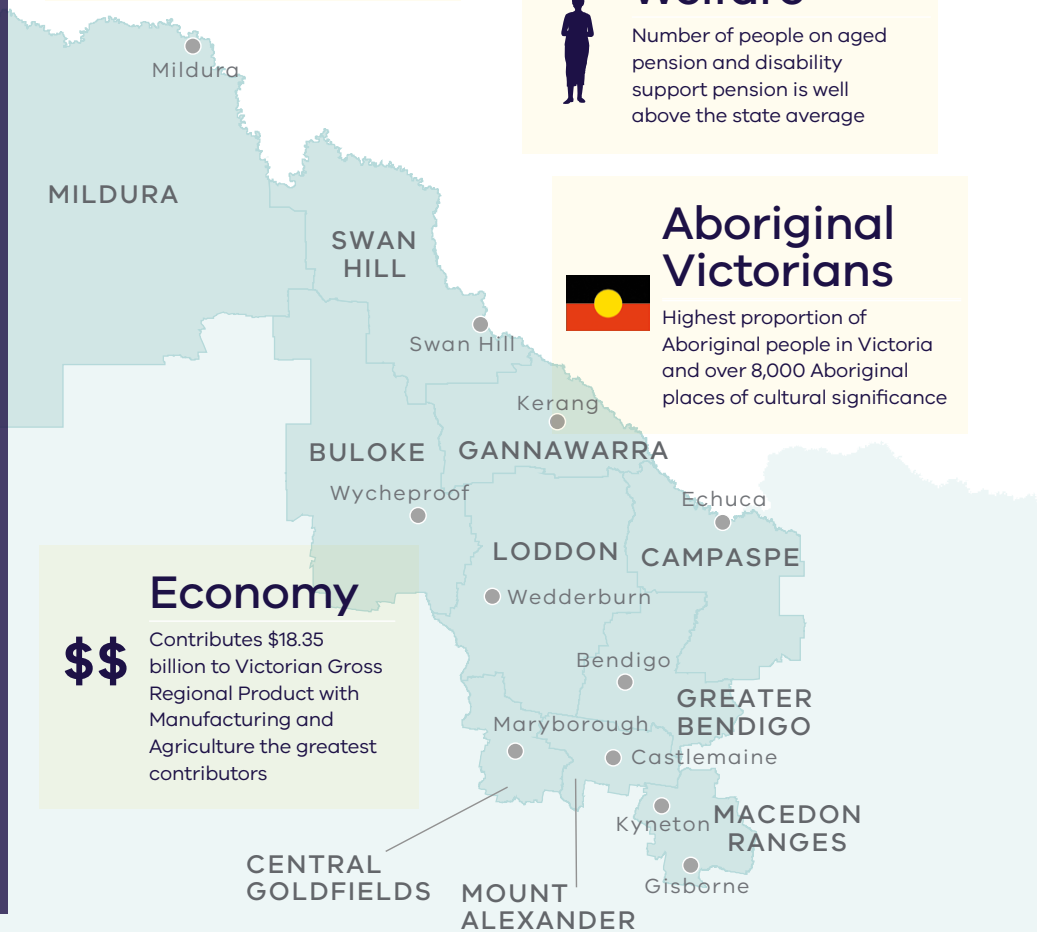 Welfare
Number of people on aged
pension and disability
support pension is well
above the state average
Mildura
MILDURA
Aboriginal
Victorians
Highest proportion of
Aboriginal people in Victoria
and over 8,000 Aboriginal
places of cultural significance
SWAN
HILL
Swan Hill
Kerang
BULOKE
GANNAWARRA
Wycheproof
Echuca
LODDON
CAMPASPE
Wedderburn
Economy
$$
Contributes $18.35
billion to Victorian Gross
Regional Product with
Manufacturing and
Agriculture the greatest
contributors
Bendigo
GREATER
BENDIGO
Maryborough
Castlemaine
Kyneton
MACEDON
RANGES
CENTRAL
GOLDFIELDS
Gisborne
MOUNT
ALEXANDER